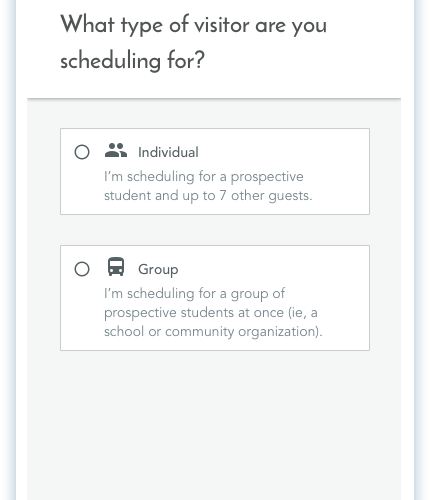 What type of visitor are you
scheduling for?
Individual
I'm scheduling for a prospective
student and up to 7 other guests.
Group
I'm scheduling for a group of
prospective students at once (ie, a
school or community organization).